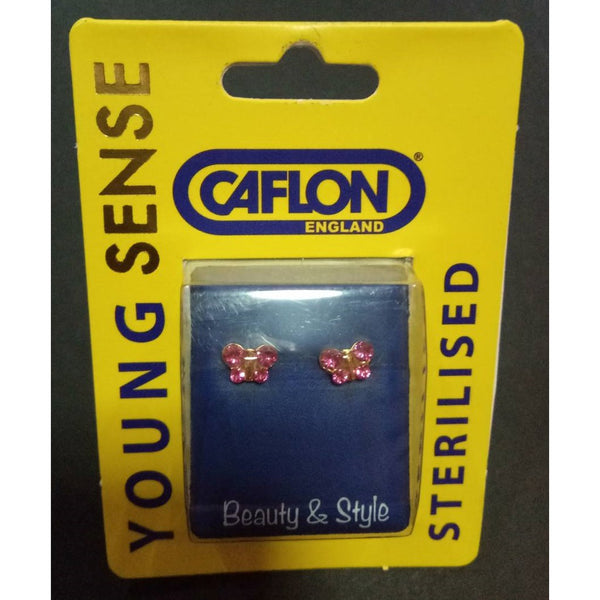 YOUNG SENSE
CAFLON®
ENGLAND
STERILISED
Beauty & Style